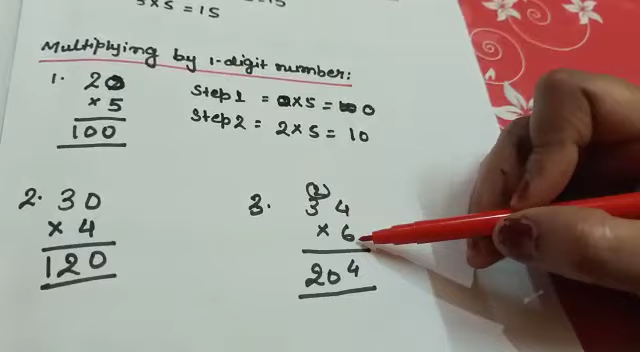 3 × 5 = 15
Multiplying by 1-digit number:
1. 20
× 5
100
Step 1 = 0×5 = 0
Step 2 = 2×5 = 10
2. 30
× 4
120
3. (2)
34
× 6
204